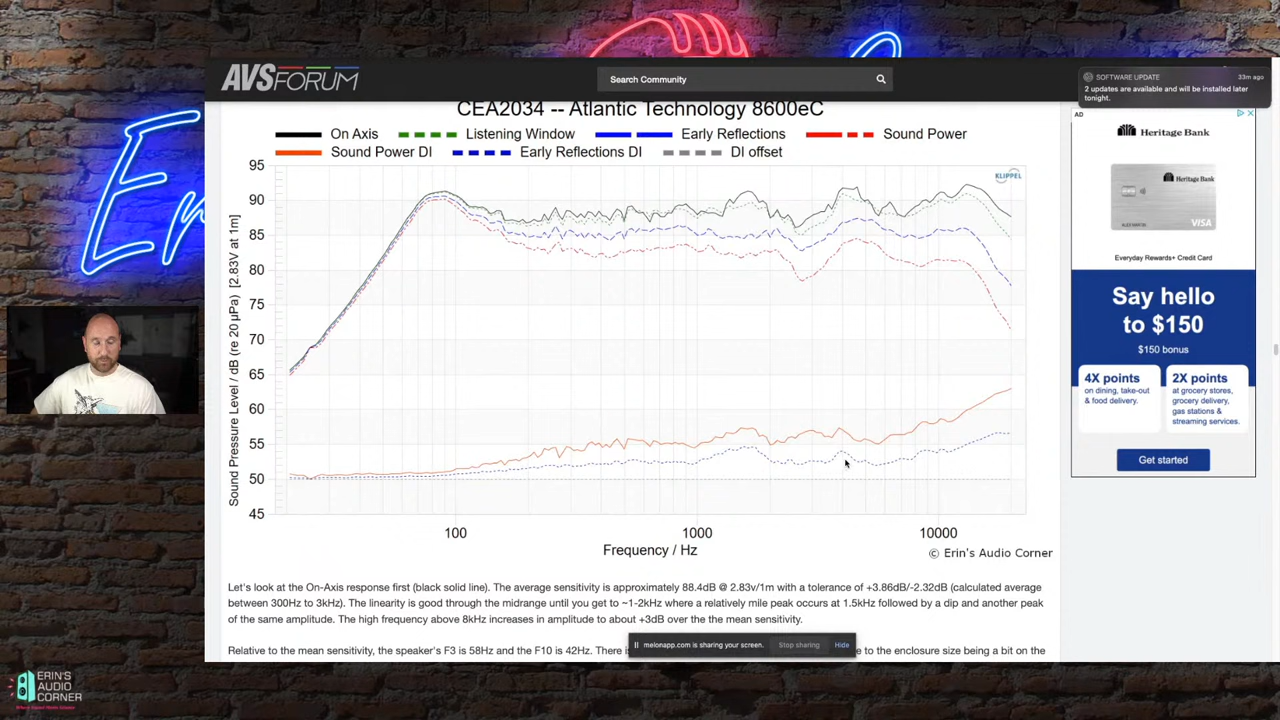 AVSFORUM
Search Community
SOFTWARE UPDATE 33m ago
2 updates are available and will be installed later
tonight.
CEA2034 -- Atlantic Technology 8600eC
On Axis Listening Window Early Reflections Sound Power
Sound Power DI Early Reflections DI DI offset
KLIPPEL
95
90
85
80
75
70
65
60
55
50
45
Sound Pressure Level / dB (re 20 µPa) [2.83V at 1m]
100 1000 10000
Frequency / Hz
© Erin's Audio Corner
Let's look at the On-Axis response first (black solid line). The average sensitivity is approximately 88.4dB @ 2.83v/1m with a tolerance of +3.86dB/-2.32dB (calculated average
between 300Hz to 3kHz). The linearity is good through the midrange until you get to ~1-2kHz where a relatively mile peak occurs at 1.5kHz followed by a dip and another peak
of the same amplitude. The high frequency above 8kHz increases in amplitude to about +3dB over the the mean sensitivity.
Relative to the mean sensitivity, the speaker's F3 is 58Hz and the F10 is 42Hz. There is
e to the enclosure size being a bit on the
melonapp.com is sharing your screen. Stop sharing Hide
AD
Heritage Bank
Heritage Bank
VISA
Everyday Rewards+ Credit Card
Say hello
to $150
$150 bonus
4X points
on dining, take-out
& food delivery.
2X points
at grocery stores,
grocery delivery,
gas stations &
streaming services.
Get started
ERIN'S
AUDIO
CORNER